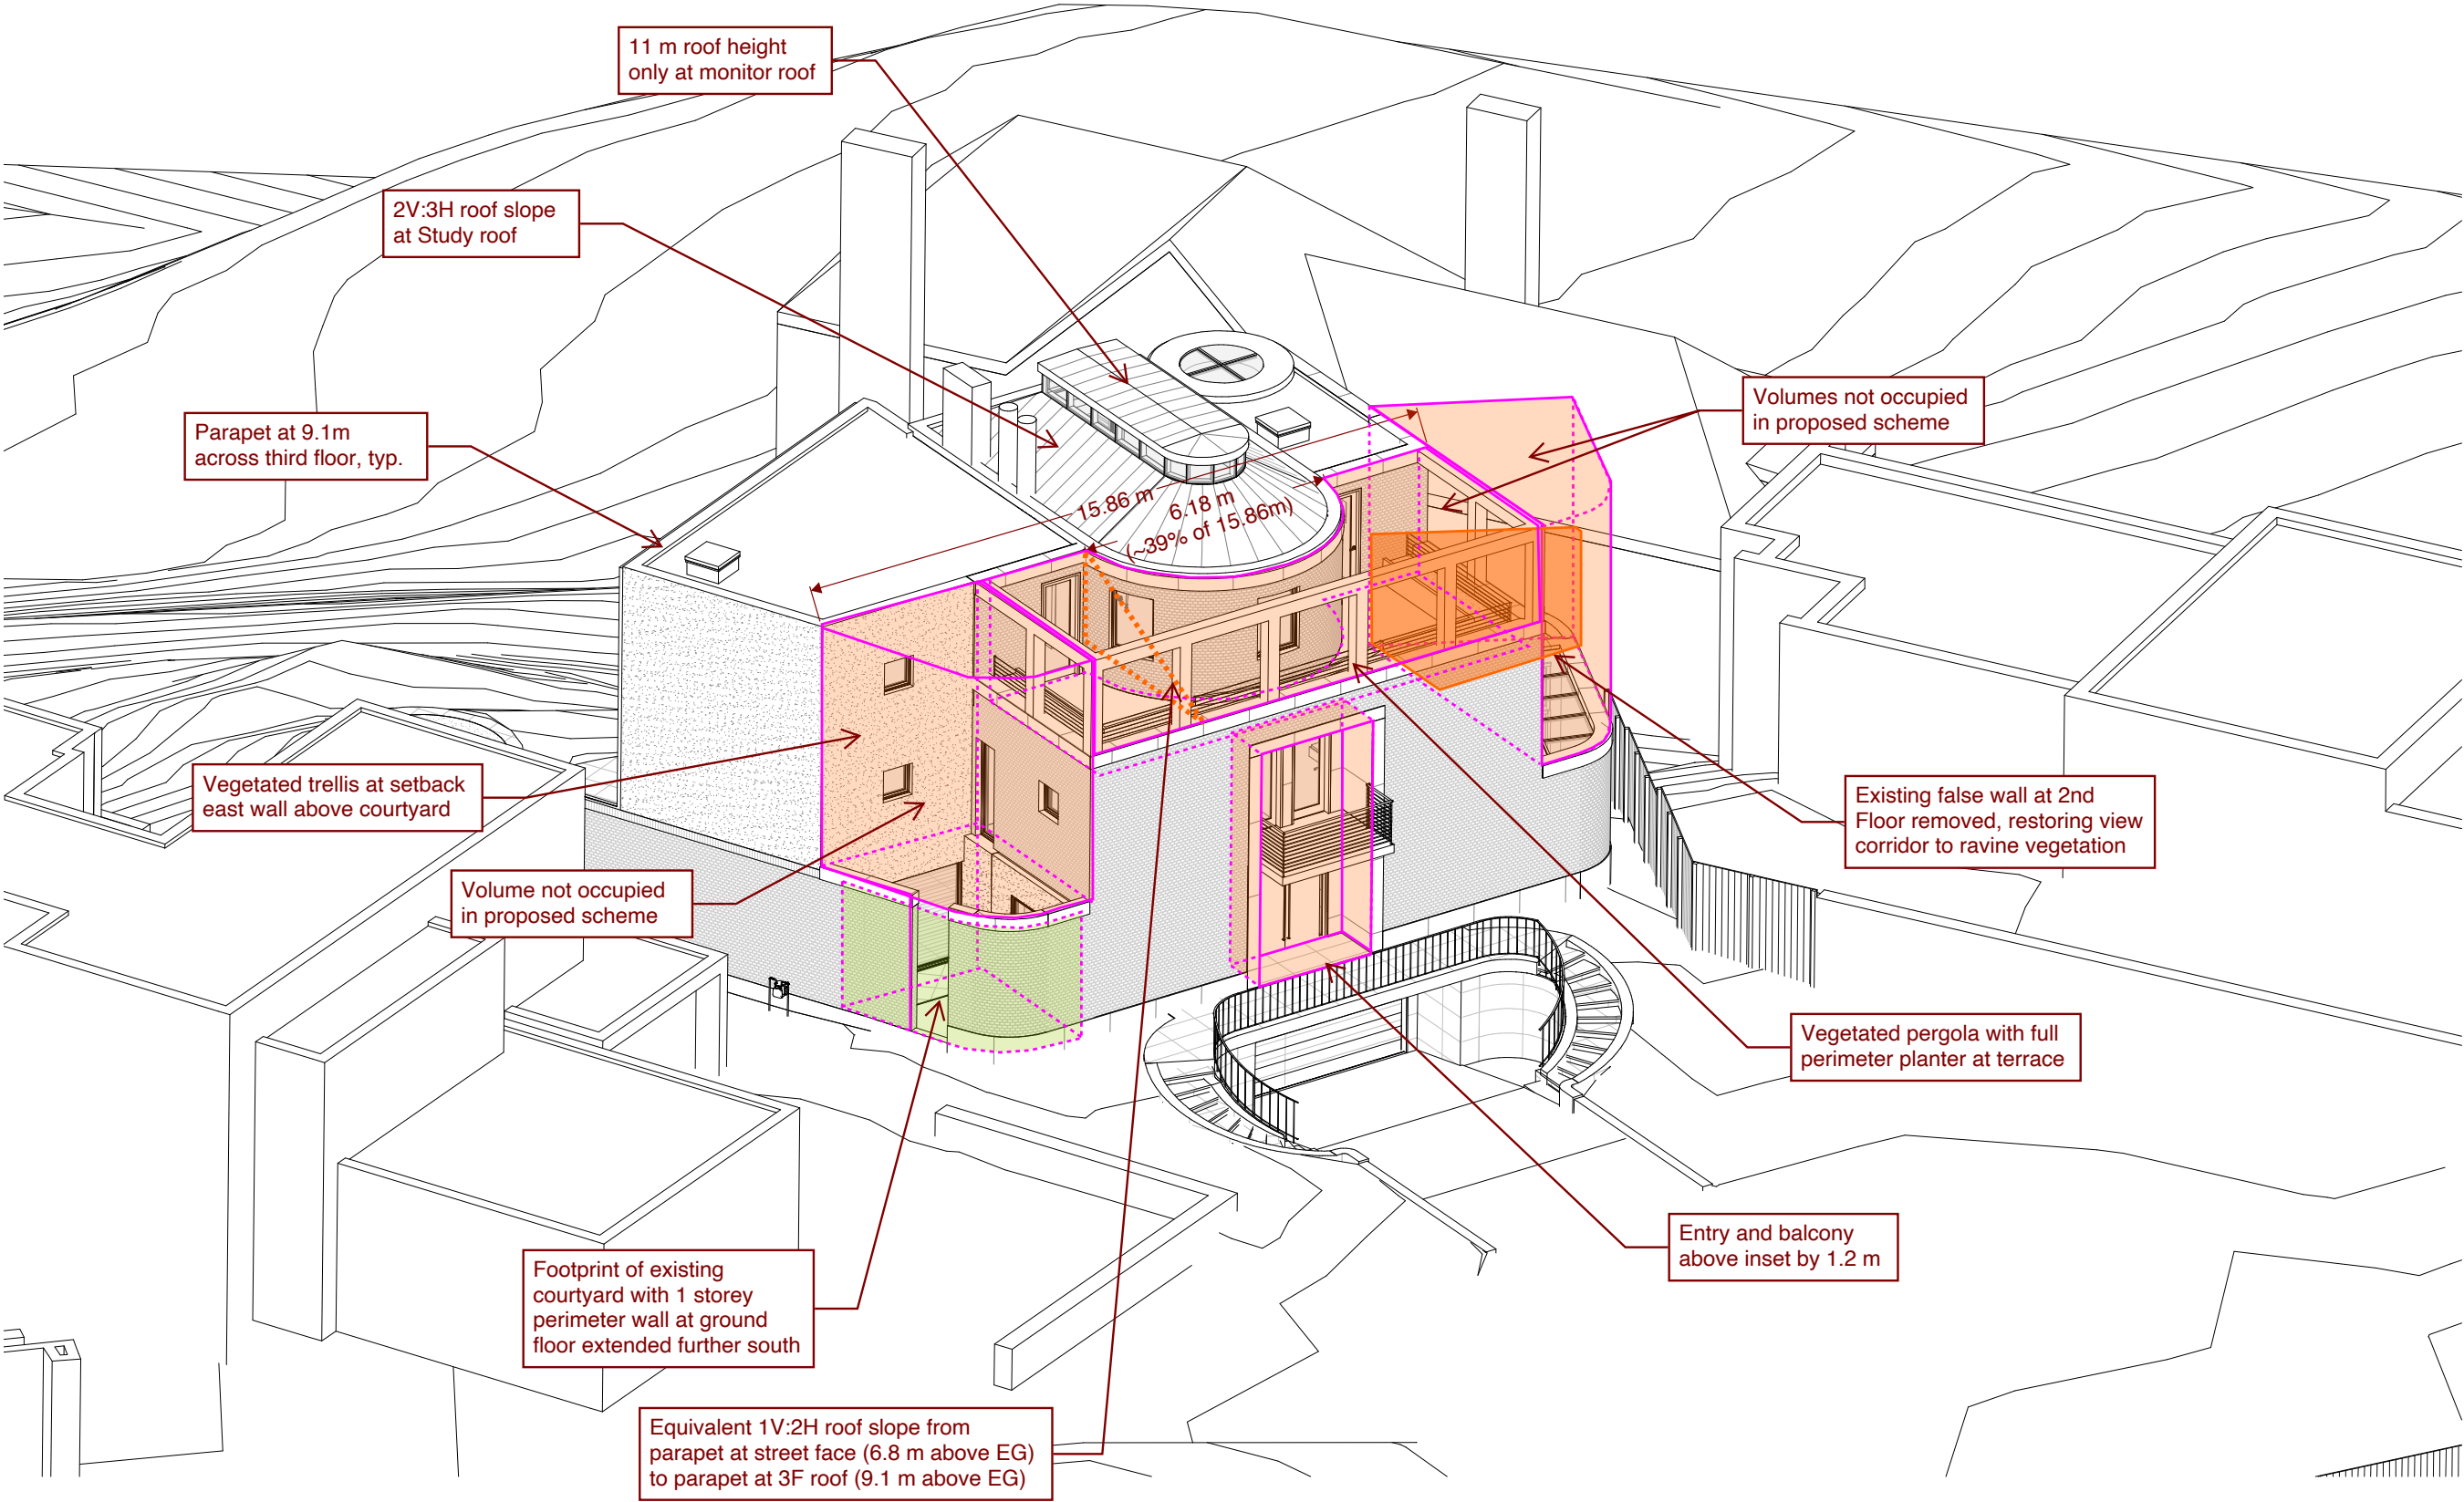 11 m roof height
only at monitor roof
2V:3H roof slope
at Study roof
Parapet at 9.1m
across third floor, typ.
Volumes not occupied
in proposed scheme
15.86 m
6.18 m
(~39% of 15.86m)
Vegetated trellis at setback
east wall above courtyard
Existing false wall at 2nd
Floor removed, restoring view
corridor to ravine vegetation
Volume not occupied
in proposed scheme
Vegetated pergola with full
perimeter planter at terrace
Entry and balcony
above inset by 1.2 m
Footprint of existing
courtyard with 1 storey
perimeter wall at ground
floor extended further south
Equivalent 1V:2H roof slope from
parapet at street face (6.8 m above EG)
to parapet at 3F roof (9.1 m above EG)